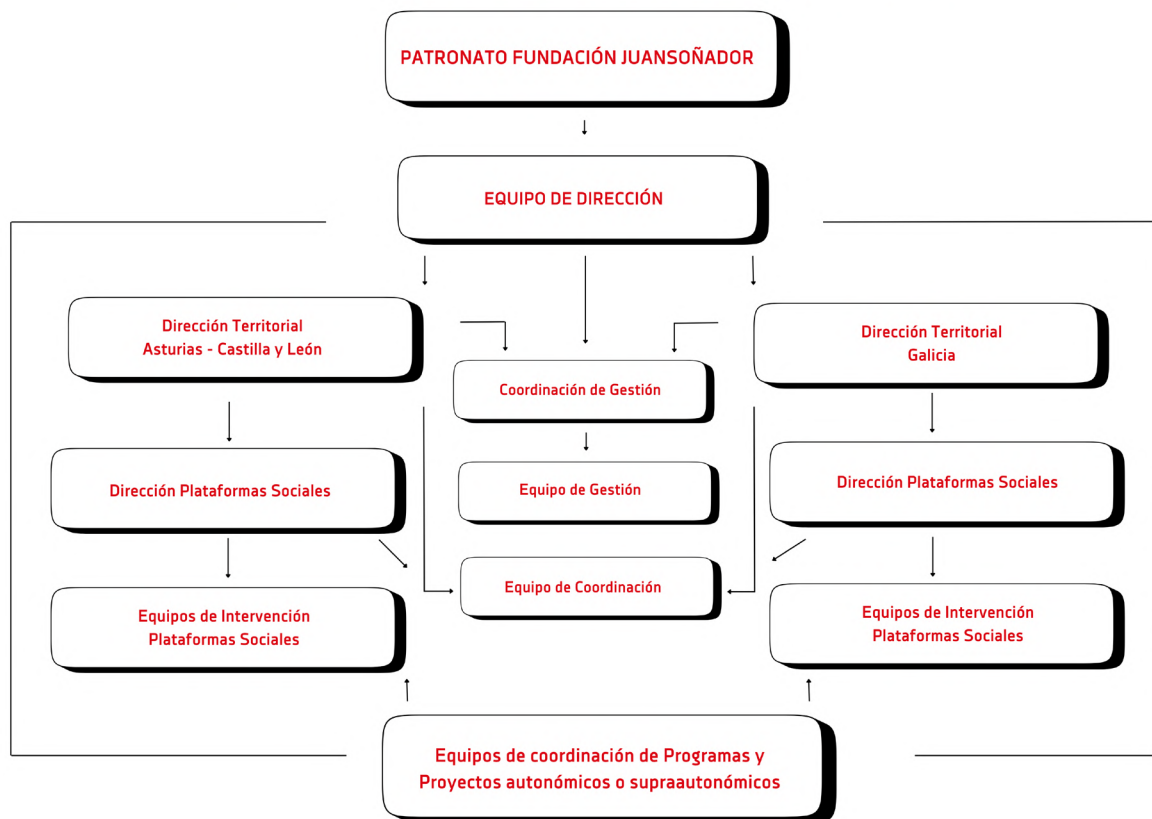 PATRONATO FUNDACIÓN JUANSOÑADOR
EQUIPO DE DIRECCIÓN
Dirección Territorial
Asturias - Castilla y León
Dirección Territorial
Galicia
Coordinación de Gestión
Dirección Plataformas Sociales
Equipo de Gestión
Dirección Plataformas Sociales
Equipo de Coordinación
Equipos de Intervención
Plataformas Sociales
Equipos de Intervención
Plataformas Sociales
Equipos de coordinación de Programas y
Proyectos autonómicos o supraautonómicos